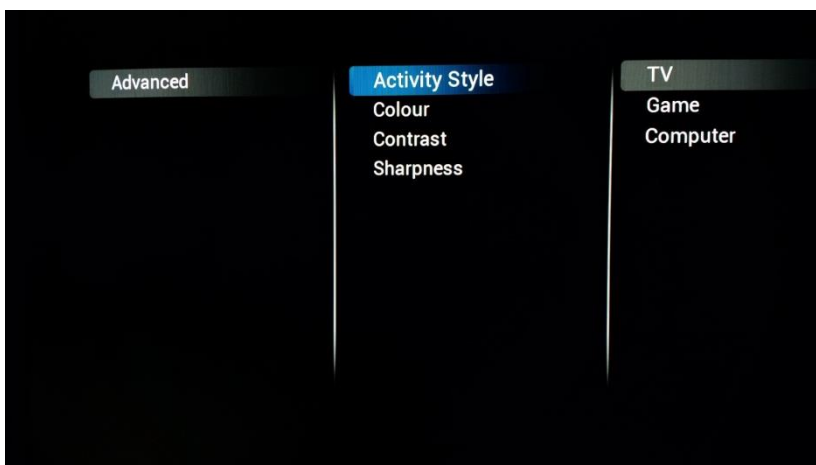 Advanced
Activity Style
Colour
Contrast
Sharpness
TV
Game
Computer